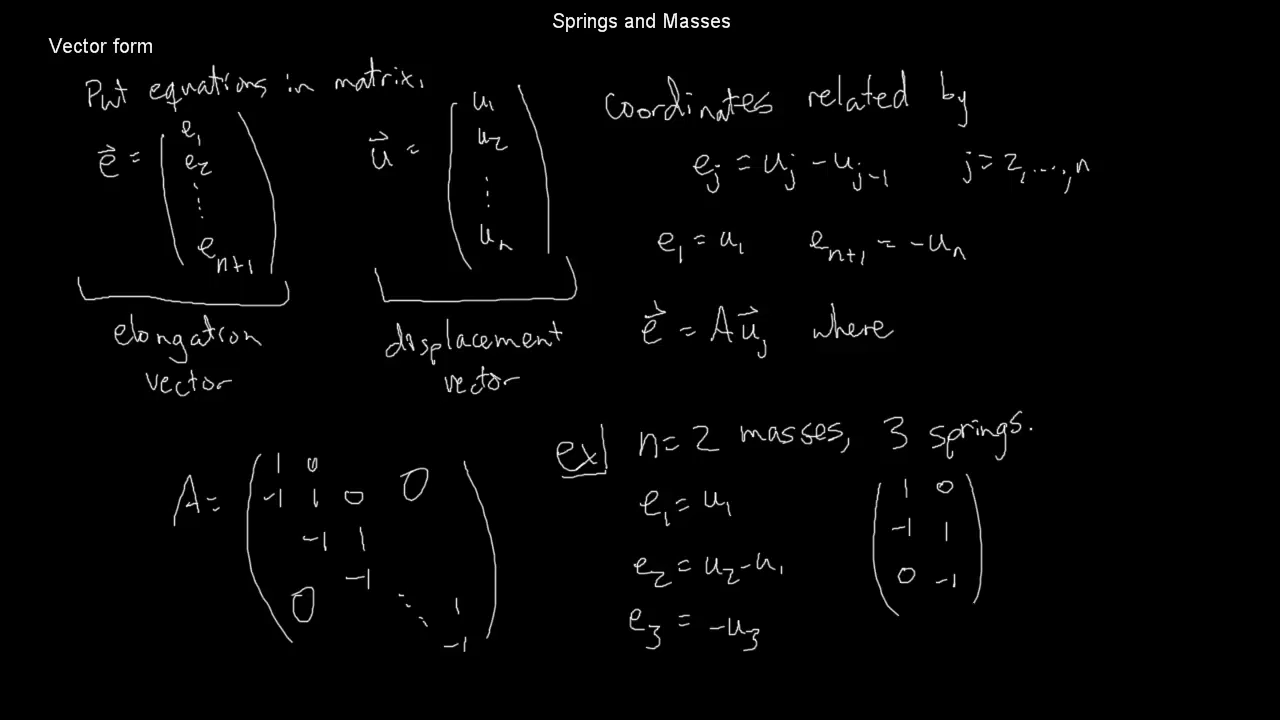 Springs and Masses
Vector form
Put equations in matrix.
e⃗ = (e₁ e₂ ⋮ eₙ₊₁)
elongation vector
u⃗ = (u₁ u₂ ⋮ uₙ)
displacement vector
coordinates related by
eⱼ = uⱼ - uⱼ₋₁   j = 2, ..., n
e₁ = u₁   eₙ₊₁ = -uₙ
e⃗ = Au⃗, where
A =
1 0
-1 1 0 0
-1 1
-1
0 ⋱ 1
-1
ex) n = 2 masses, 3 springs.
e₁ = u₁
e₂ = u₂ - u₁
e₃ = -u₃
1 0
-1 1
0 -1